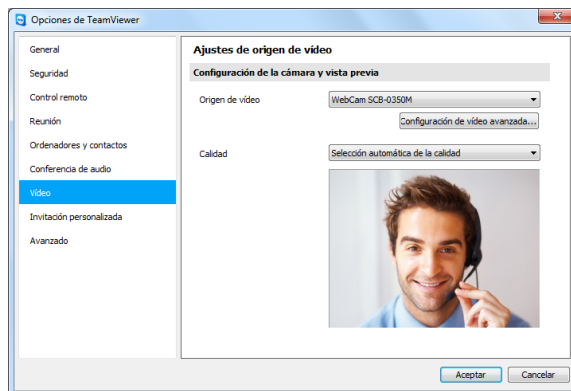 Opciones de TeamViewer
General
Seguridad
Control remoto
Reunión
Ordenadores y contactos
Conferencia de audio
Vídeo
Invitación personalizada
Avanzado
Ajustes de origen de vídeo
Configuración de la cámara y vista previa
Origen de vídeo
WebCam SCB-0350M
Configuración de vídeo avanzada...
Calidad
Selección automática de la calidad
Aceptar
Cancelar